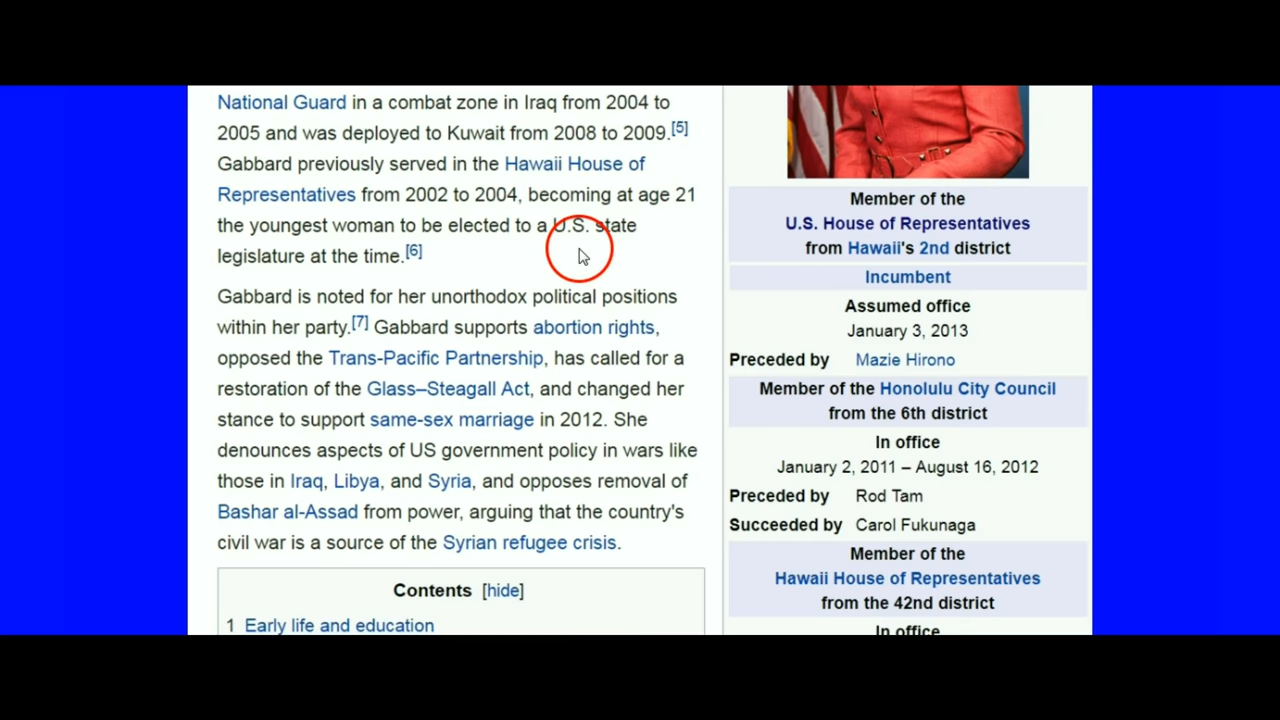 National Guard in a combat zone in Iraq from 2004 to
2005 and was deployed to Kuwait from 2008 to 2009.[5]
Gabbard previously served in the Hawaii House of
Representatives from 2002 to 2004, becoming at age 21
the youngest woman to be elected to a U.S. state
legislature at the time.[6]
Gabbard is noted for her unorthodox political positions
within her party.[7] Gabbard supports abortion rights,
opposed the Trans-Pacific Partnership, has called for a
restoration of the Glass–Steagall Act, and changed her
stance to support same-sex marriage in 2012. She
denounces aspects of US government policy in wars like
those in Iraq, Libya, and Syria, and opposes removal of
Bashar al-Assad from power, arguing that the country's
civil war is a source of the Syrian refugee crisis.
Contents [hide]
1 Early life and education
Member of the
U.S. House of Representatives
from Hawaii's 2nd district
Incumbent
Assumed office
January 3, 2013
Preceded by Mazie Hirono
Member of the Honolulu City Council
from the 6th district
In office
January 2, 2011 – August 16, 2012
Preceded by Rod Tam
Succeeded by Carol Fukunaga
Member of the
Hawaii House of Representatives
from the 42nd district
In office